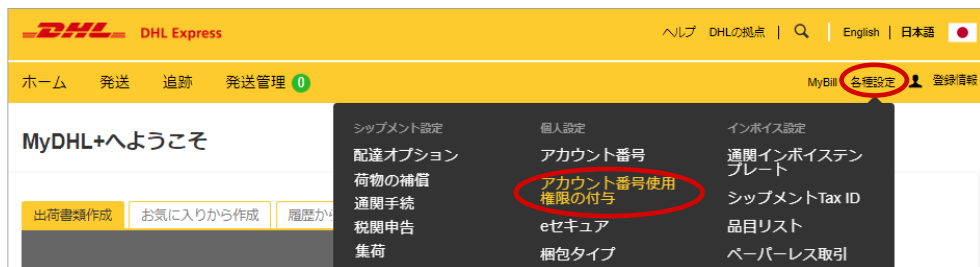 DHL DHL Express ヘルプ DHLの拠点 | English | 日本語
ホーム 発送 追跡 発送管理 0 MyBill 各種設定 登録情報
MyDHL+へようこそ
シップメント設定 個人設定 インボイス設定
配達オプション アカウント番号 通関インボイステン
プレート
荷物の補償 アカウント番号使用
権限の付与
通関手続 シップメントTax ID
税関申告 eセキュア 品目リスト
集荷 梱包タイプ ペーパーレス取引
出荷書類作成 お気に入りから作成 履歴か